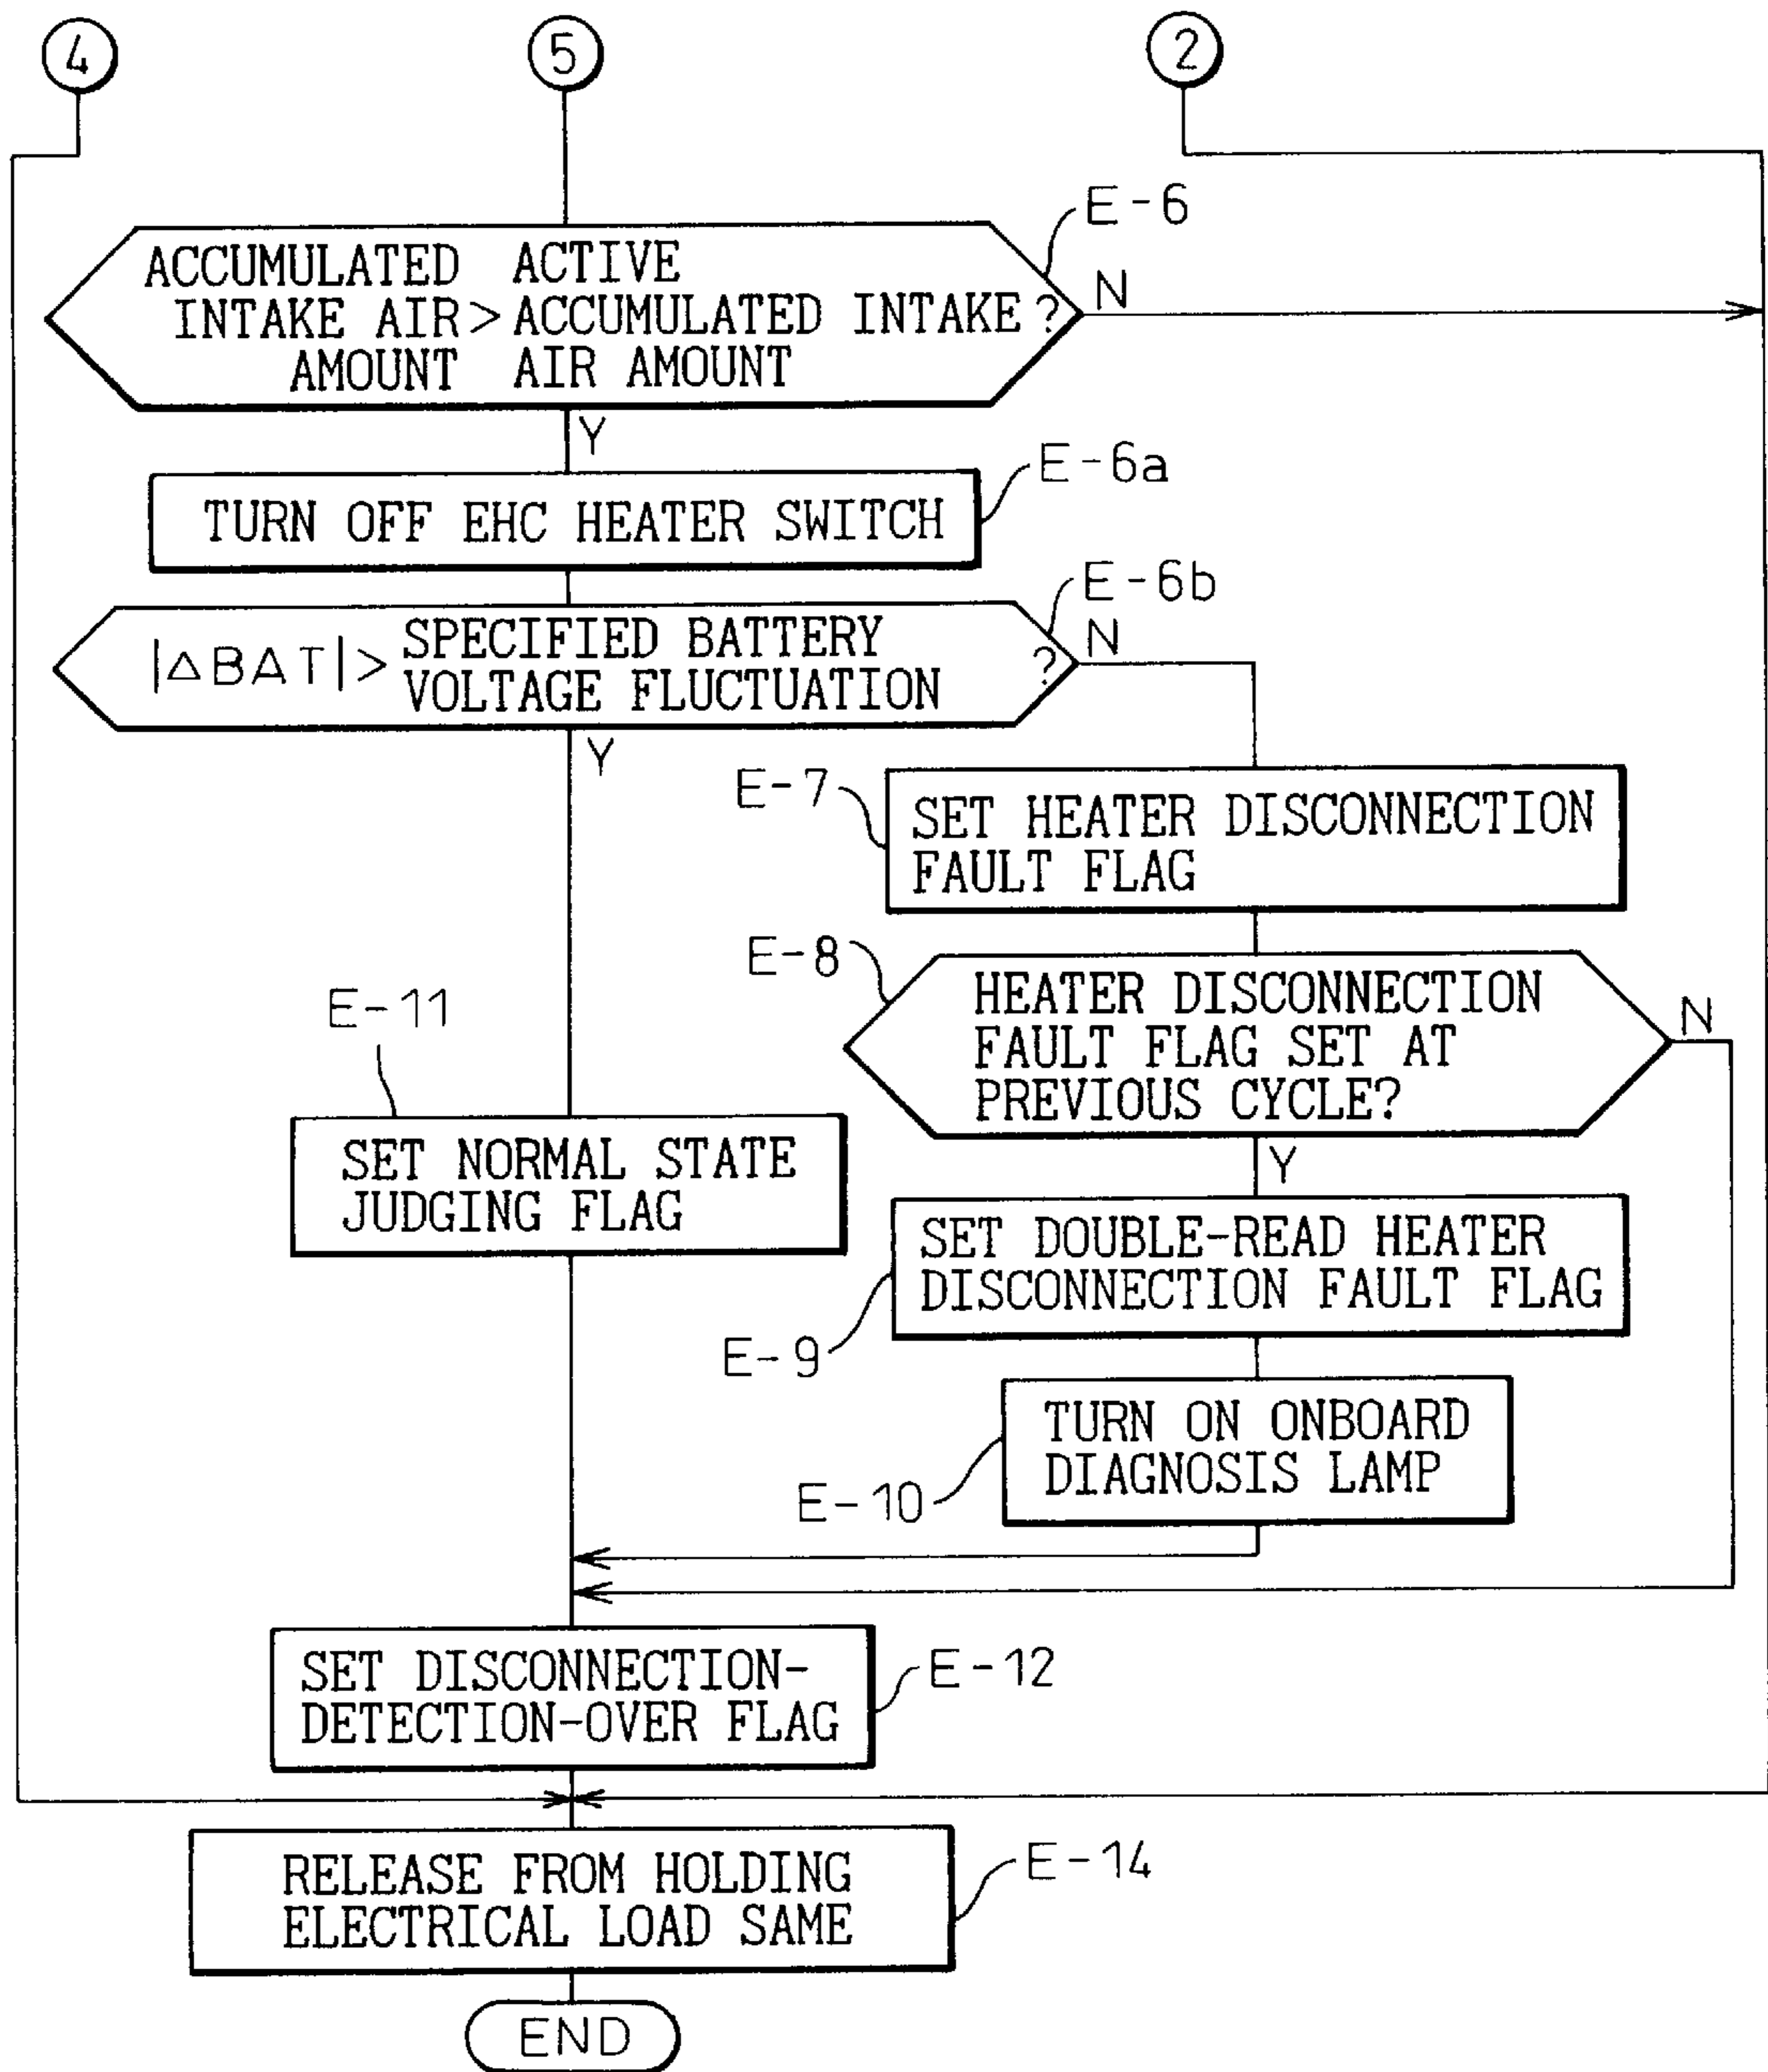 4
5
2
E-6
ACCUMULATED ACTIVE
INTAKE AIR > ACCUMULATED INTAKE ?
AMOUNT AIR AMOUNT
N
Y
E-6a
TURN OFF EHC HEATER SWITCH
E-6b
SPECIFIED BATTERY
|△BAT| > VOLTAGE FLUCTUATION ?
N
Y
E-7
SET HEATER DISCONNECTION
FAULT FLAG
E-8
HEATER DISCONNECTION
FAULT FLAG SET AT
PREVIOUS CYCLE?
N
Y
E-11
SET NORMAL STATE
JUDGING FLAG
SET DOUBLE-READ HEATER
DISCONNECTION FAULT FLAG
E-9
TURN ON ONBOARD
DIAGNOSIS LAMP
E-10
SET DISCONNECTION-
DETECTION-OVER FLAG
E-12
RELEASE FROM HOLDING
ELECTRICAL LOAD SAME
E-14
END